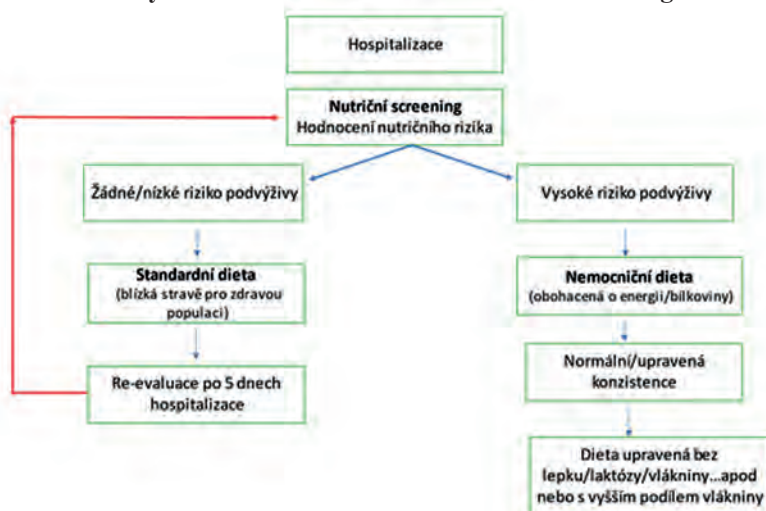 Hospitalizace
Nutriční screening
Hodnocení nutričního rizika
Žádné/nízké riziko podvýživy
Vysoké riziko podvýživy
Standardní dieta
(blízká stravě pro zdravou
populaci)
Nemocniční dieta
(obohacená o energii/bílkoviny)
Re-evaluace po 5 dnech
hospitalizace
Normální/upravená
konzistence
Dieta upravená bez
lepku/laktózy/vlákniny...apod
nebo s vyšším podílem vlákniny